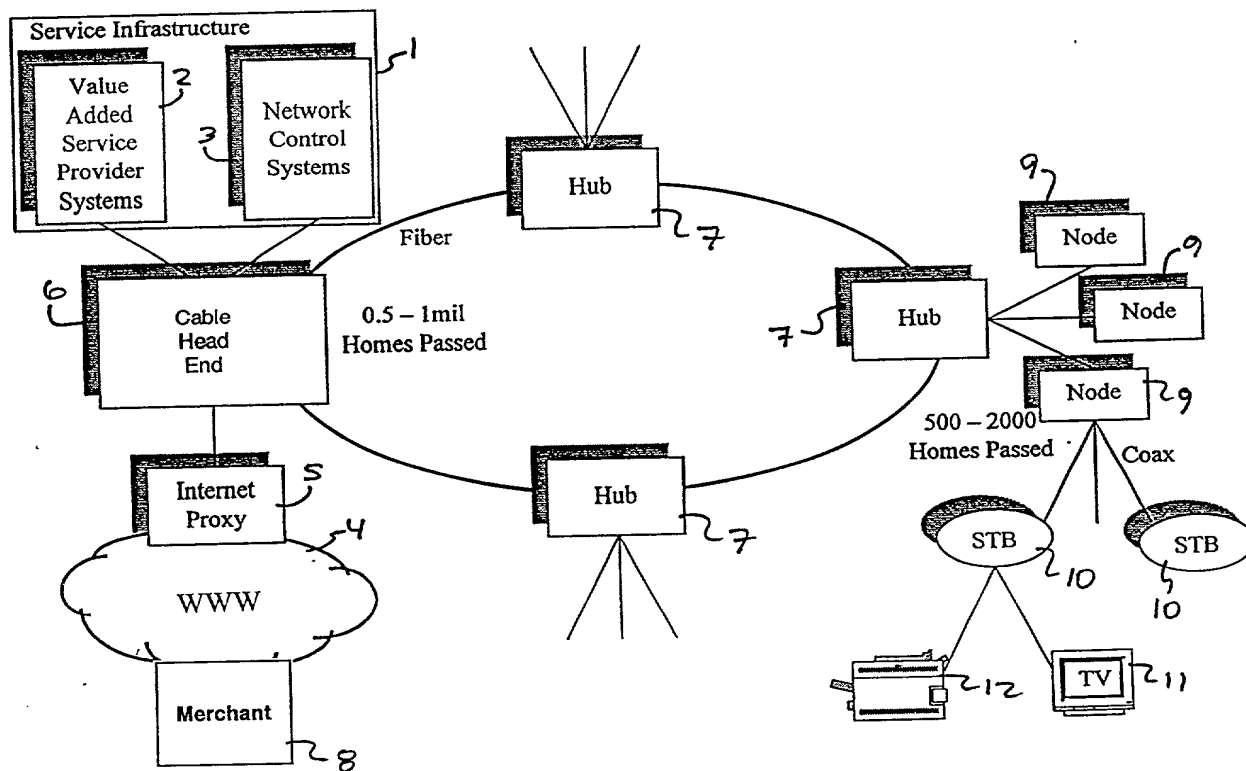 Service Infrastructure
1
Value
Added
Service
Provider
Systems
2
3
Network
Control
Systems
Hub
7
Fiber
9
Node
9
Node
6
Cable
Head
End
0.5 – 1mil
Homes Passed
7
Hub
Node
9
500 – 2000
Homes Passed
Coax
Internet
Proxy
5
4
Hub
7
STB
10
STB
10
WWW
12
TV
11
Merchant
8